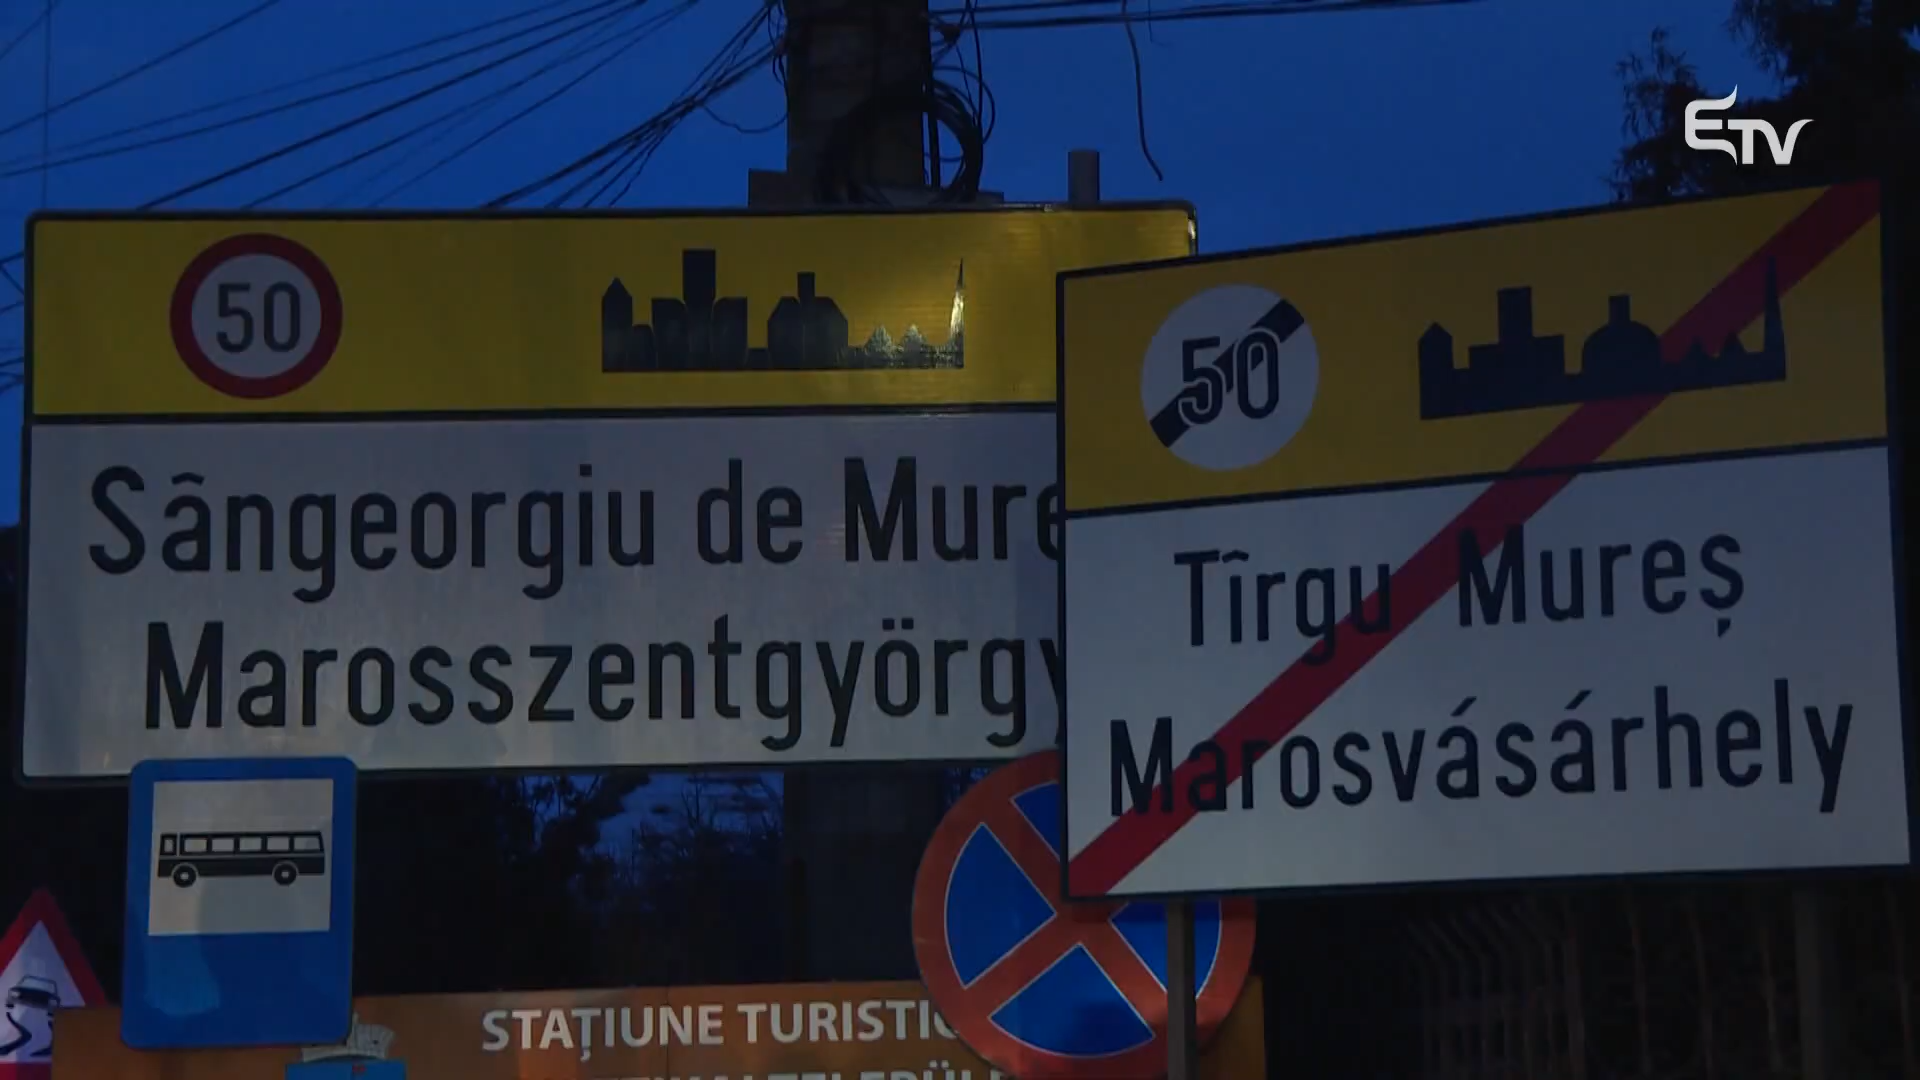 ETV
50
Sângeorgiu de Mure
Marosszentgyörgy
50
Tîrgu Mureș
Marosvásárhely
STAȚIUNE TURISTIC